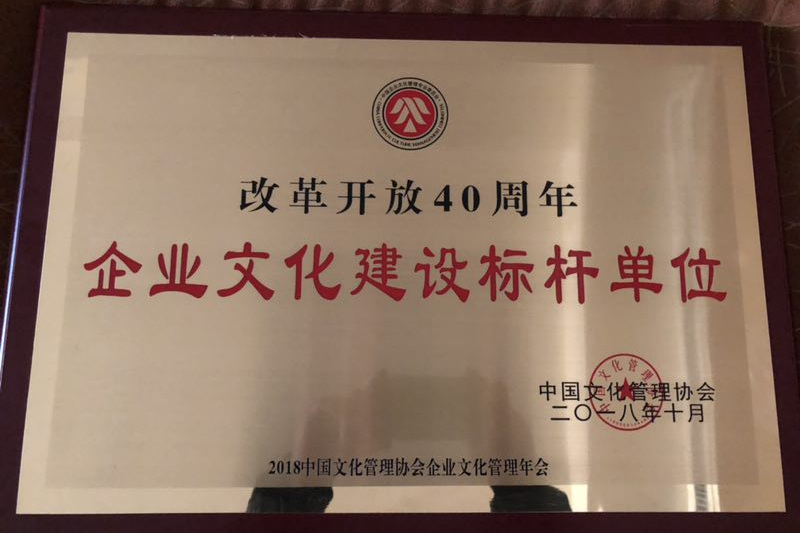 改革开放40周年
企业文化建设标杆单位
中国文化管理协会
二〇一八年十月
2018中国文化管理协会企业文化管理年会